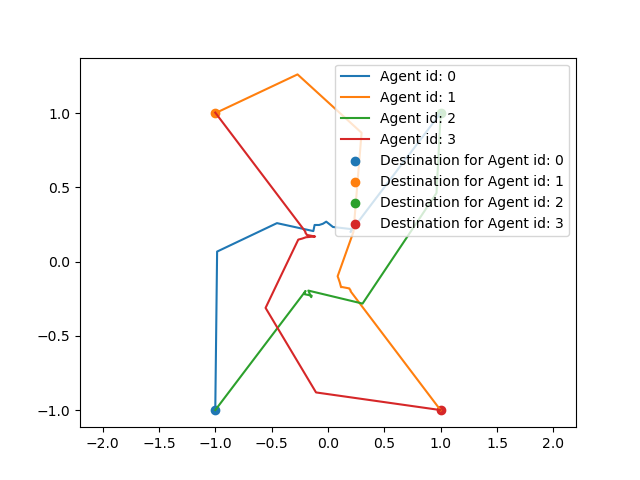 Agent id: 0
Agent id: 1
Agent id: 2
Agent id: 3
Destination for Agent id: 0
Destination for Agent id: 1
Destination for Agent id: 2
Destination for Agent id: 3
1.0
0.5
0.0
−0.5
−1.0
−2.0 −1.5 −1.0 −0.5 0.0 0.5 1.0 1.5 2.0